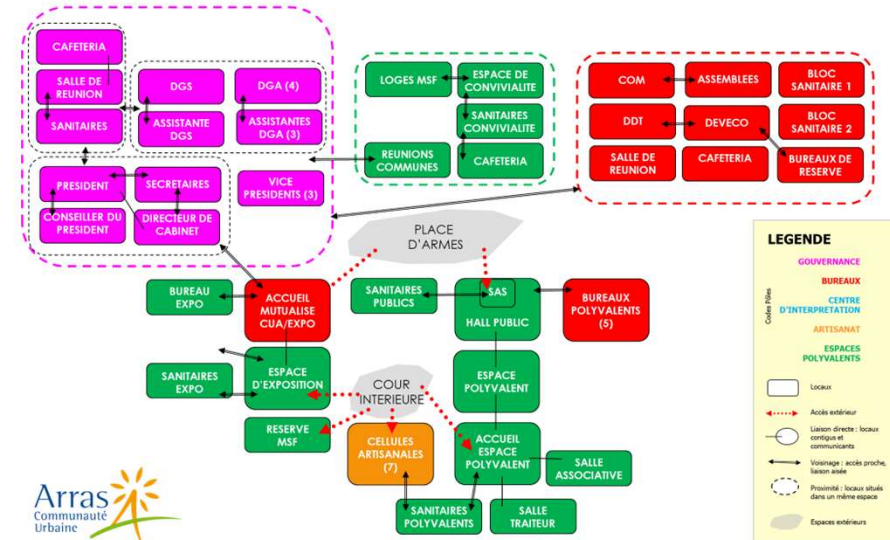 CAFETERIA
SALLE DE
REUNION
SANITAIRES
DGS
DGA (4)
ASSISTANTE
DGS
ASSISTANTES
DGA (3)
PRESIDENT
SECRETAIRES
CONSEILLER DU
PRESIDENT
DIRECTEUR DE
CABINET
VICE
PRESIDENTS (3)
LOGES MSF
ESPACE DE
CONVIVIALITE
SANITAIRES
CONVIVIALITE
REUNIONS
COMMUNES
CAFETERIA
COM
ASSEMBLEES
BLOC
SANITAIRE 1
DDT
DEVECO
BLOC
SANITAIRE 2
SALLE DE
REUNION
CAFETERIA
BUREAUX DE
RESERVE
PLACE
D'ARMES
BUREAU
EXPO
ACCUEIL
MUTUALISE
CUA/EXPO
SANITAIRES
PUBLICS
SAS
HALL PUBLIC
BUREAUX
POLYVALENTS
(5)
SANITAIRES
EXPO
ESPACE
D'EXPOSITION
COUR
INTERIEURE
ESPACE
POLYVALENT
RESERVE
MSF
CELLULES
ARTISANALES
(7)
ACCUEIL
ESPACE
POLYVALENT
SALLE
ASSOCIATIVE
SANITAIRES
POLYVALENTS
SALLE
TRAITEUR
LEGENDE
Codes Pôles
GOUVERNANCE
BUREAUX
CENTRE
D'INTERPRETATION
ARTISANAT
ESPACES
POLYVALENTS
Locaux
Accès extérieur
Liaison directe : locaux
contigus et
communicants
Voisinage : accès proche,
liaison aisée
Proximité : locaux situés
dans un même espace
Espaces extérieurs
Arras
Communauté
Urbaine